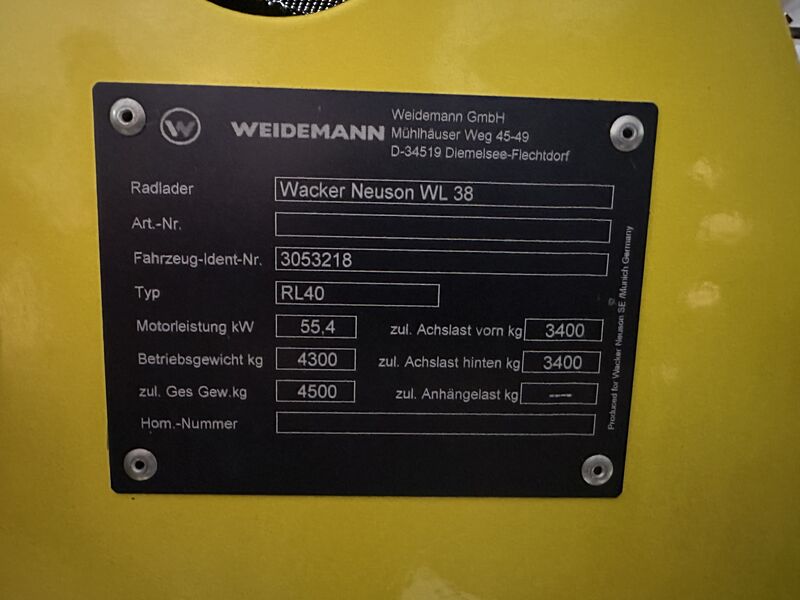 W WEIDEMANN
Weidemann GmbH
Mühlhäuser Weg 45-49
D-34519 Diemelsee-Flechtdorf
Radlader Wacker Neuson WL 38
Art.-Nr.
Fahrzeug-Ident-Nr. 3053218
Typ RL40
Motorleistung kW 55,4 zul. Achslast vorn kg 3400
Betriebsgewicht kg 4300 zul. Achslast hinten kg 3400
zul. Ges Gew.kg 4500 zul. Anhängelast kg ----
Hom.-Nummer
Produced for Wacker Neuson SE /Munich Germany